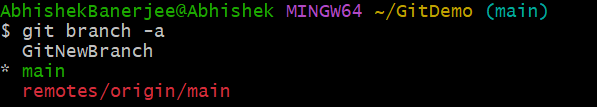 AbhishekBanerjee@Abhishek MINGW64 ~/GitDemo (main)
$ git branch -a
  GitNewBranch
* main
  remotes/origin/main